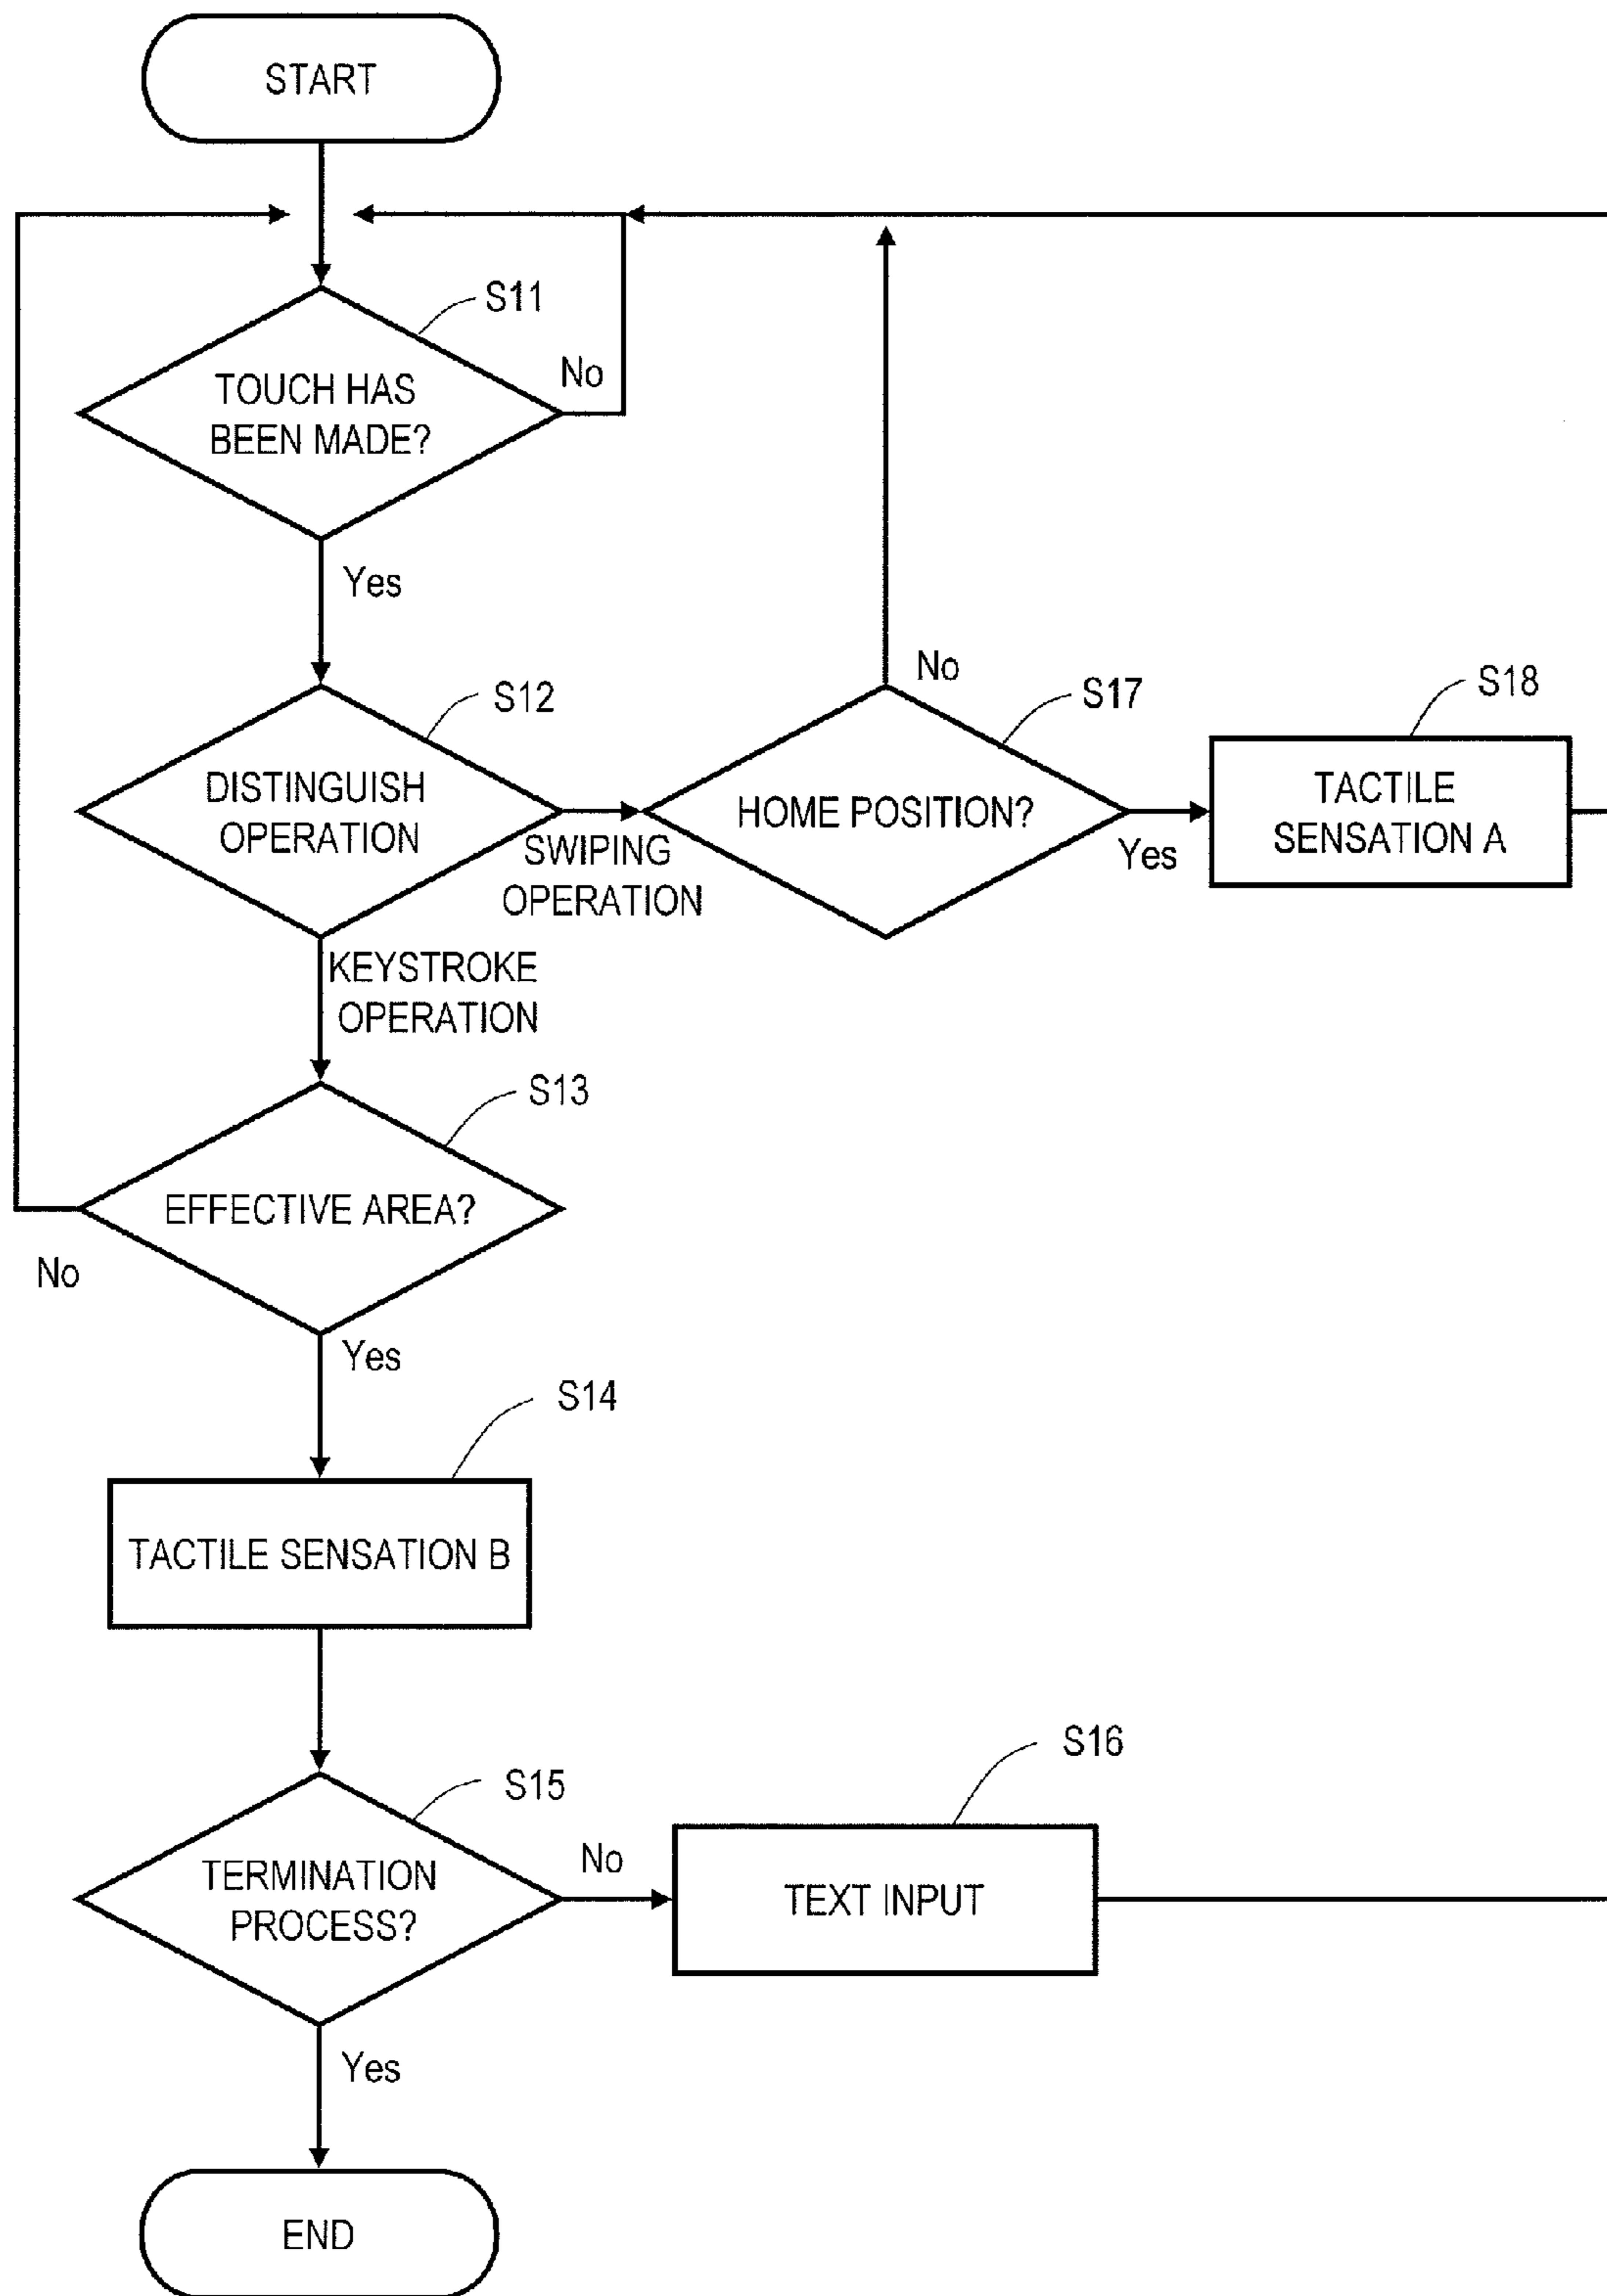 START
S11
TOUCH HAS
BEEN MADE?
No
Yes
S12
DISTINGUISH
OPERATION
SWIPING
OPERATION
No
S17
HOME POSITION?
Yes
S18
TACTILE
SENSATION A
KEYSTROKE
OPERATION
S13
EFFECTIVE AREA?
No
Yes
S14
TACTILE SENSATION B
S15
TERMINATION
PROCESS?
No
S16
TEXT INPUT
Yes
END